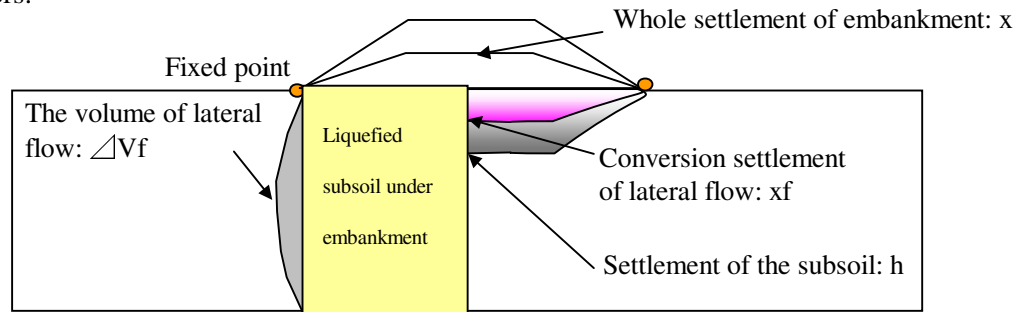 ers.
Whole settlement of embankment: x
Fixed point
The volume of lateral
flow: ⊿Vf
Liquefied
subsoil under
embankment
Conversion settlement
of lateral flow: xf
Settlement of the subsoil: h